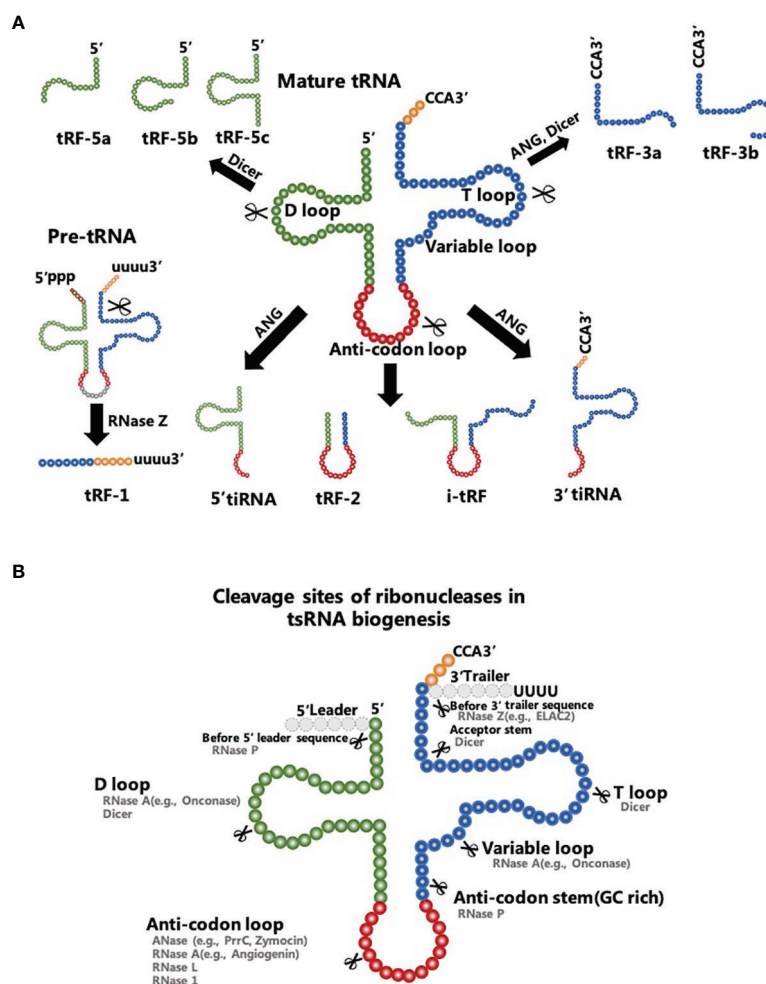 A
5’
5’
5’
tRF-5a
tRF-5b
tRF-5c
Mature tRNA
CCA3’
5’
Dicer
D loop
T loop
Variable loop
Anti-codon loop
ANG, Dicer
CCA3’
CCA3’
tRF-3a
tRF-3b
Pre-tRNA
5’ppp
uuuu3’
RNase Z
uuuu3’
tRF-1
ANG
ANG
CCA3’
5’tiRNA
tRF-2
i-tRF
3’ tiRNA
B
Cleavage sites of ribonucleases in
tsRNA biogenesis
CCA3’
3’Trailer
UUUU
Before 3’ trailer sequence
RNase Z(e.g., ELAC2)
Acceptor stem
Dicer
5’Leader
5’
Before 5’ leader sequence
RNase P
D loop
RNase A(e.g., Onconase)
Dicer
T loop
Dicer
Variable loop
RNase A(e.g., Onconase)
Anti-codon stem(GC rich)
RNase P
Anti-codon loop
ANase (e.g., PrrC, Zymocin)
RNase A(e.g., Angiogenin)
RNase L
RNase 1